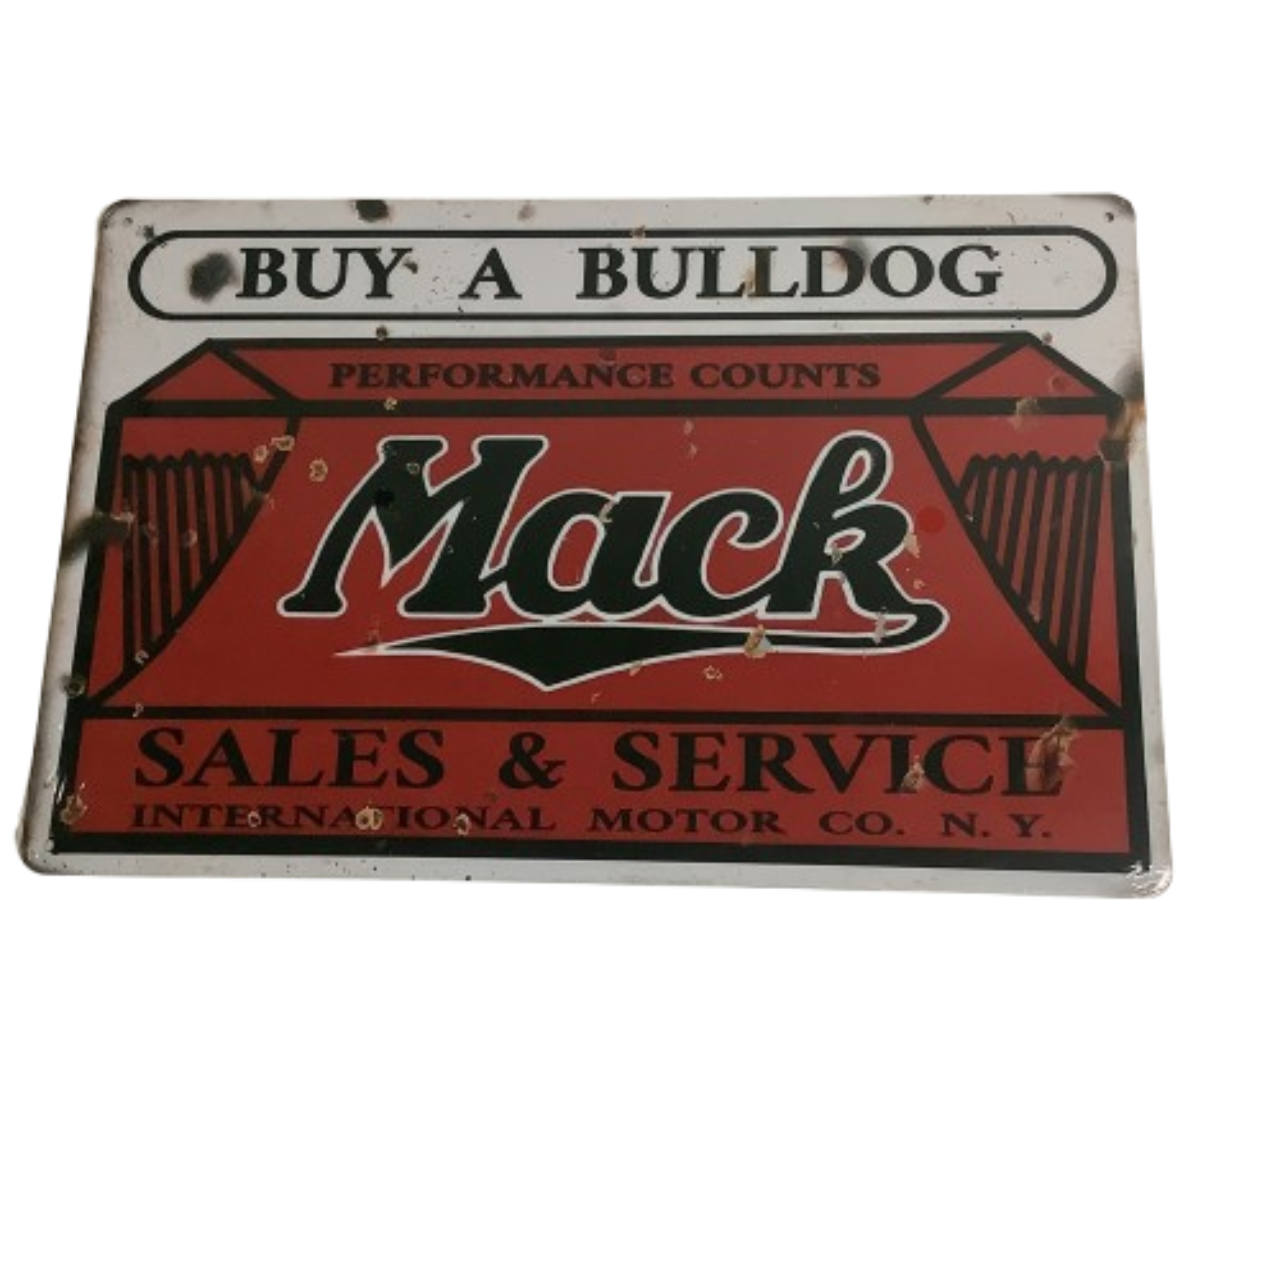 BUY A BULLDOG
PERFORMANCE COUNTS
Mack
SALES & SERVICE
INTERNATIONAL MOTOR CO. N. Y.